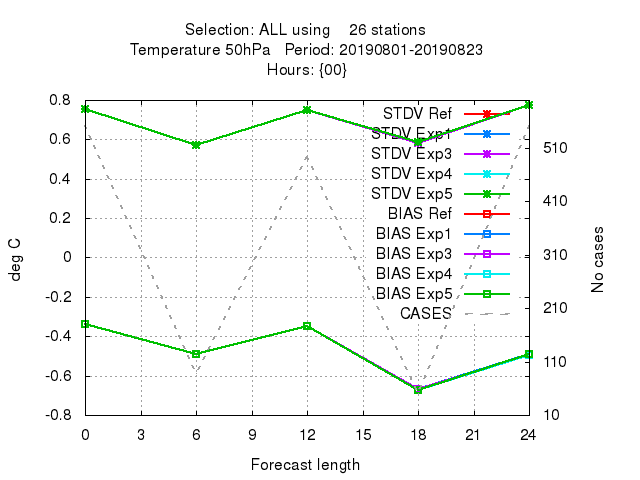 Selection: ALL using    26 stations
Temperature 50hPa   Period: 20190801-20190823
Hours: {00}
0.8
0.6
0.4
0.2
0
-0.2
-0.4
-0.6
-0.8
deg C
STDV Ref
STDV Exp1
STDV Exp3
STDV Exp4
STDV Exp5
BIAS Ref
BIAS Exp1
BIAS Exp3
BIAS Exp4
BIAS Exp5
CASES
510
410
310
210
110
10
No cases
0 3 6 9 12 15 18 21 24
Forecast length